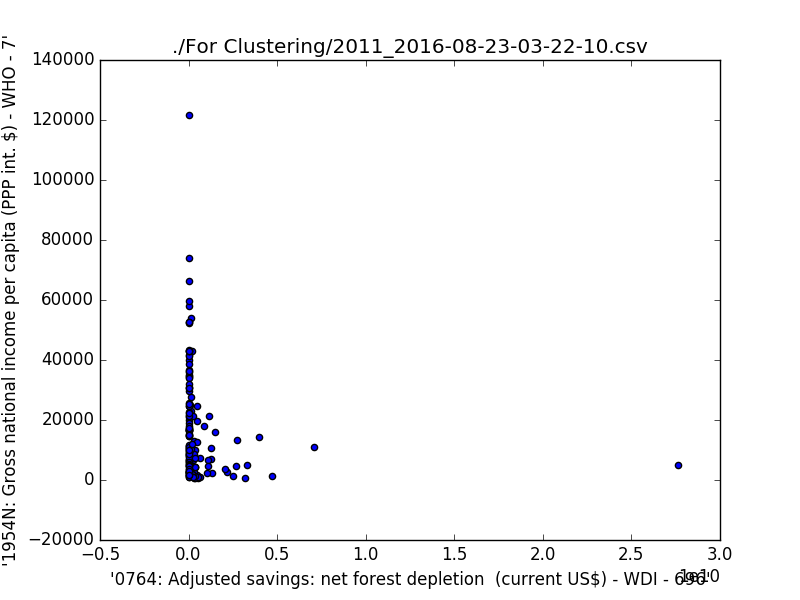 ./For Clustering/2011_2016-08-23-03-22-10.csv
'1954N: Gross national income per capita (PPP int. $) - WHO - 7'
140000
120000
100000
80000
60000
40000
20000
0
−20000
−0.5 0.0 0.5 1.0 1.5 2.0 2.5 3.0
1e10
'0764: Adjusted savings: net forest depletion (current US$) - WDI - 696'